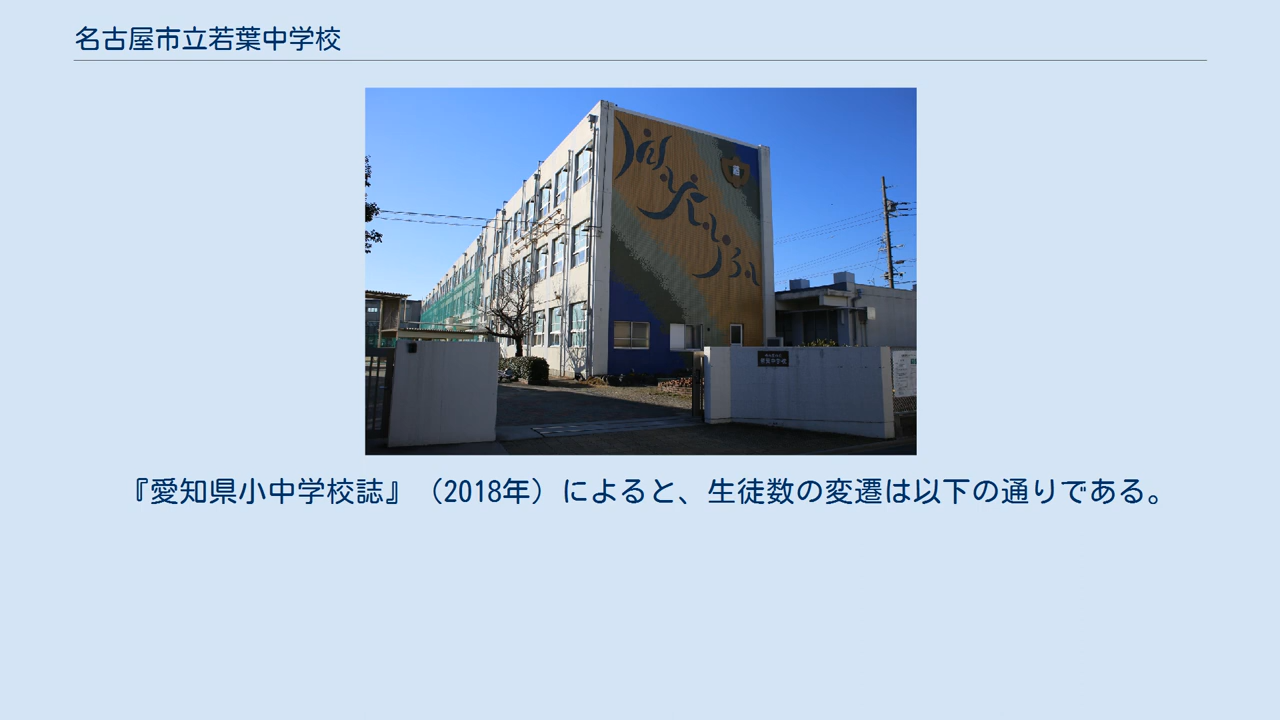 名古屋市立若葉中学校
『愛知県小中学校誌』（2018年）によると、生徒数の変遷は以下の通りである。